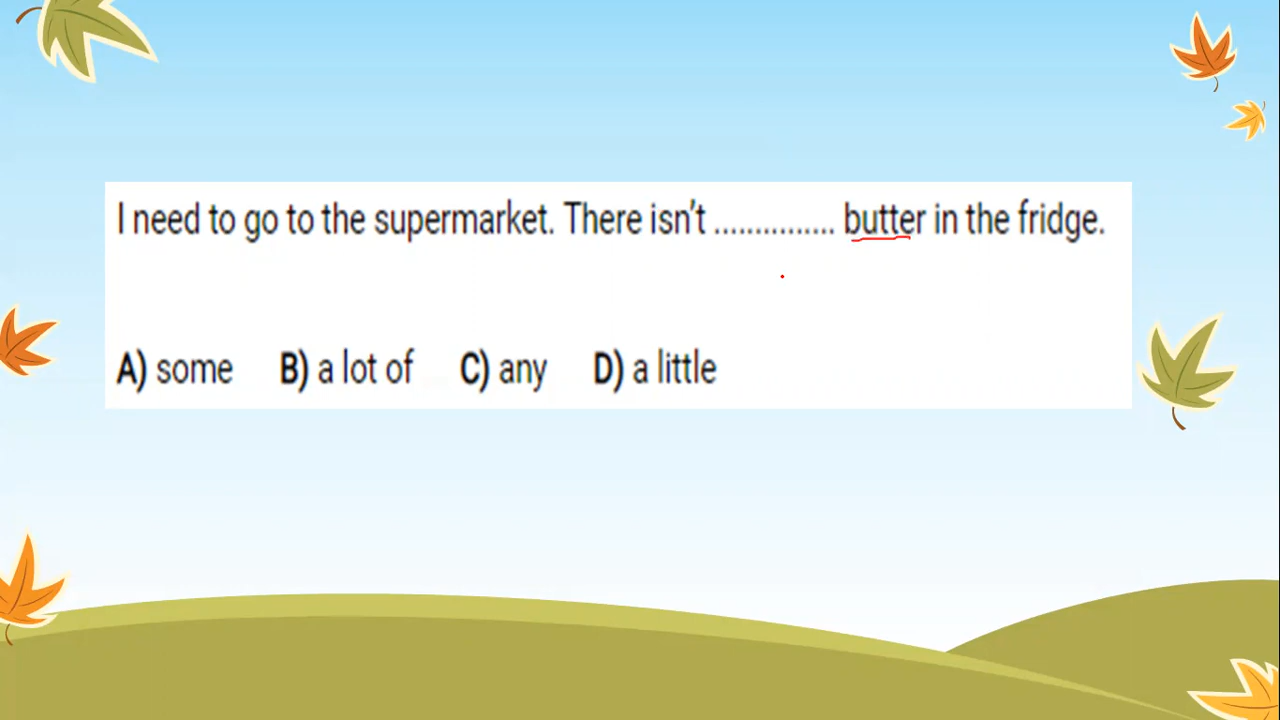 I need to go to the supermarket. There isn't ............... butter in the fridge.
A) some B) a lot of C) any D) a little